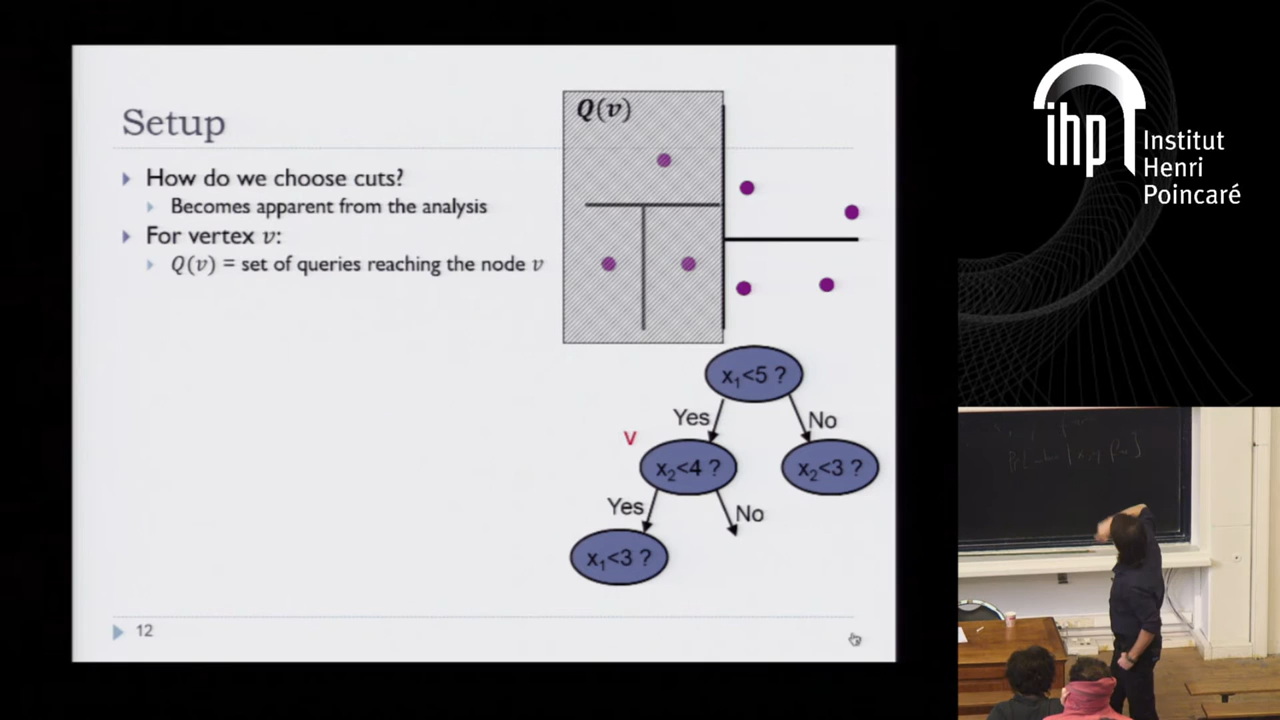 Setup
How do we choose cuts?
Becomes apparent from the analysis
For vertex v:
Q(v) = set of queries reaching the node v
Q(v)
x₁<5 ?
Yes
No
v
x₂<4 ?
x₂<3 ?
Yes
No
x₁<3 ?
12
ihp
Institut
Henri
Poincaré